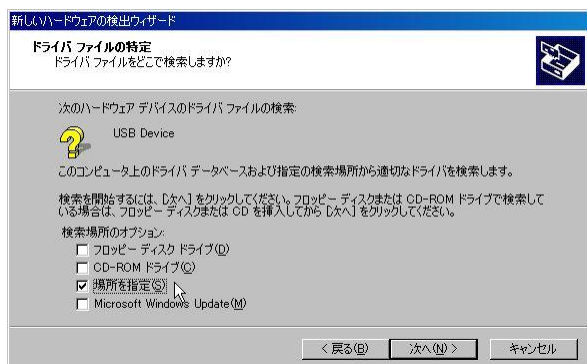 新しいハードウェアの検出ウィザード
ドライバ ファイルの特定
ドライバ ファイルをどこで検索しますか?
次のハードウェア デバイスのドライバ ファイルの検索:
USB Device
このコンピュータ上のドライバ データベースおよび指定の検索場所から適切なドライバを検索します。
検索を開始するには、[次へ] をクリックしてください。フロッピー ディスクまたは CD-ROM ドライブで検索して
いる場合は、フロッピー ディスクまたは CD を挿入してから [次へ] をクリックしてください。
検索場所のオプション:
フロッピー ディスク ドライブ(D)
CD-ROM ドライブ(C)
場所を指定(S)
Microsoft Windows Update(M)
< 戻る(B)
次へ(N) >
キャンセル